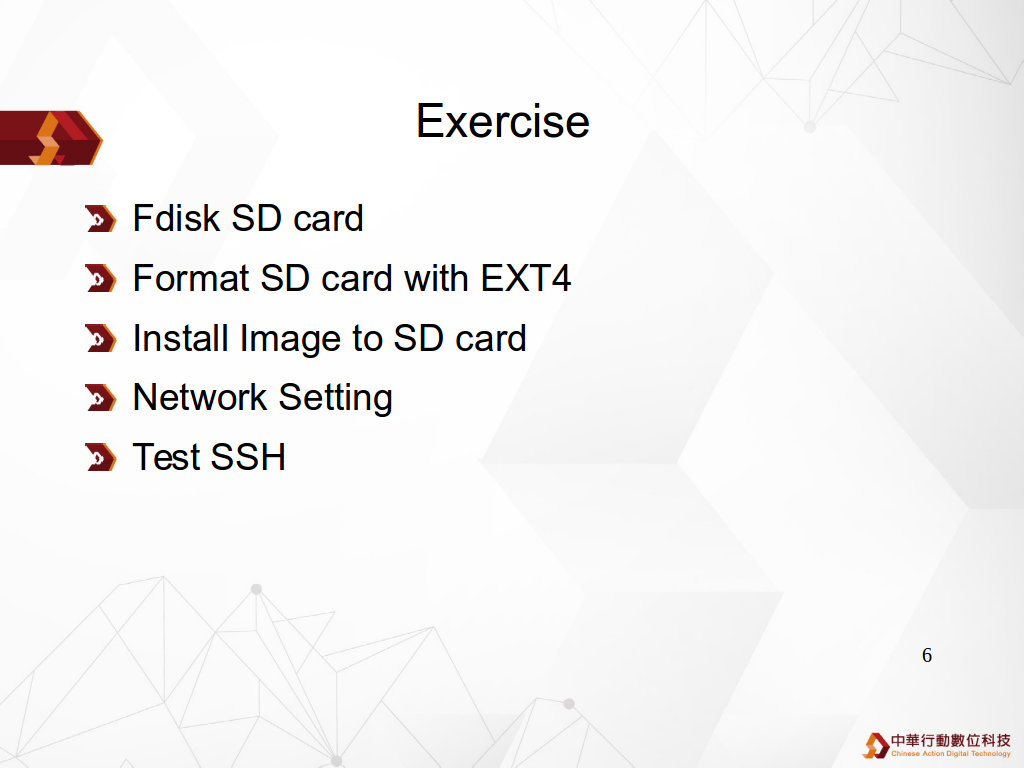 Exercise
Fdisk SD card
Format SD card with EXT4
Install Image to SD card
Network Setting
Test SSH
6
中華行動數位科技
Chinese Action Digital Technology